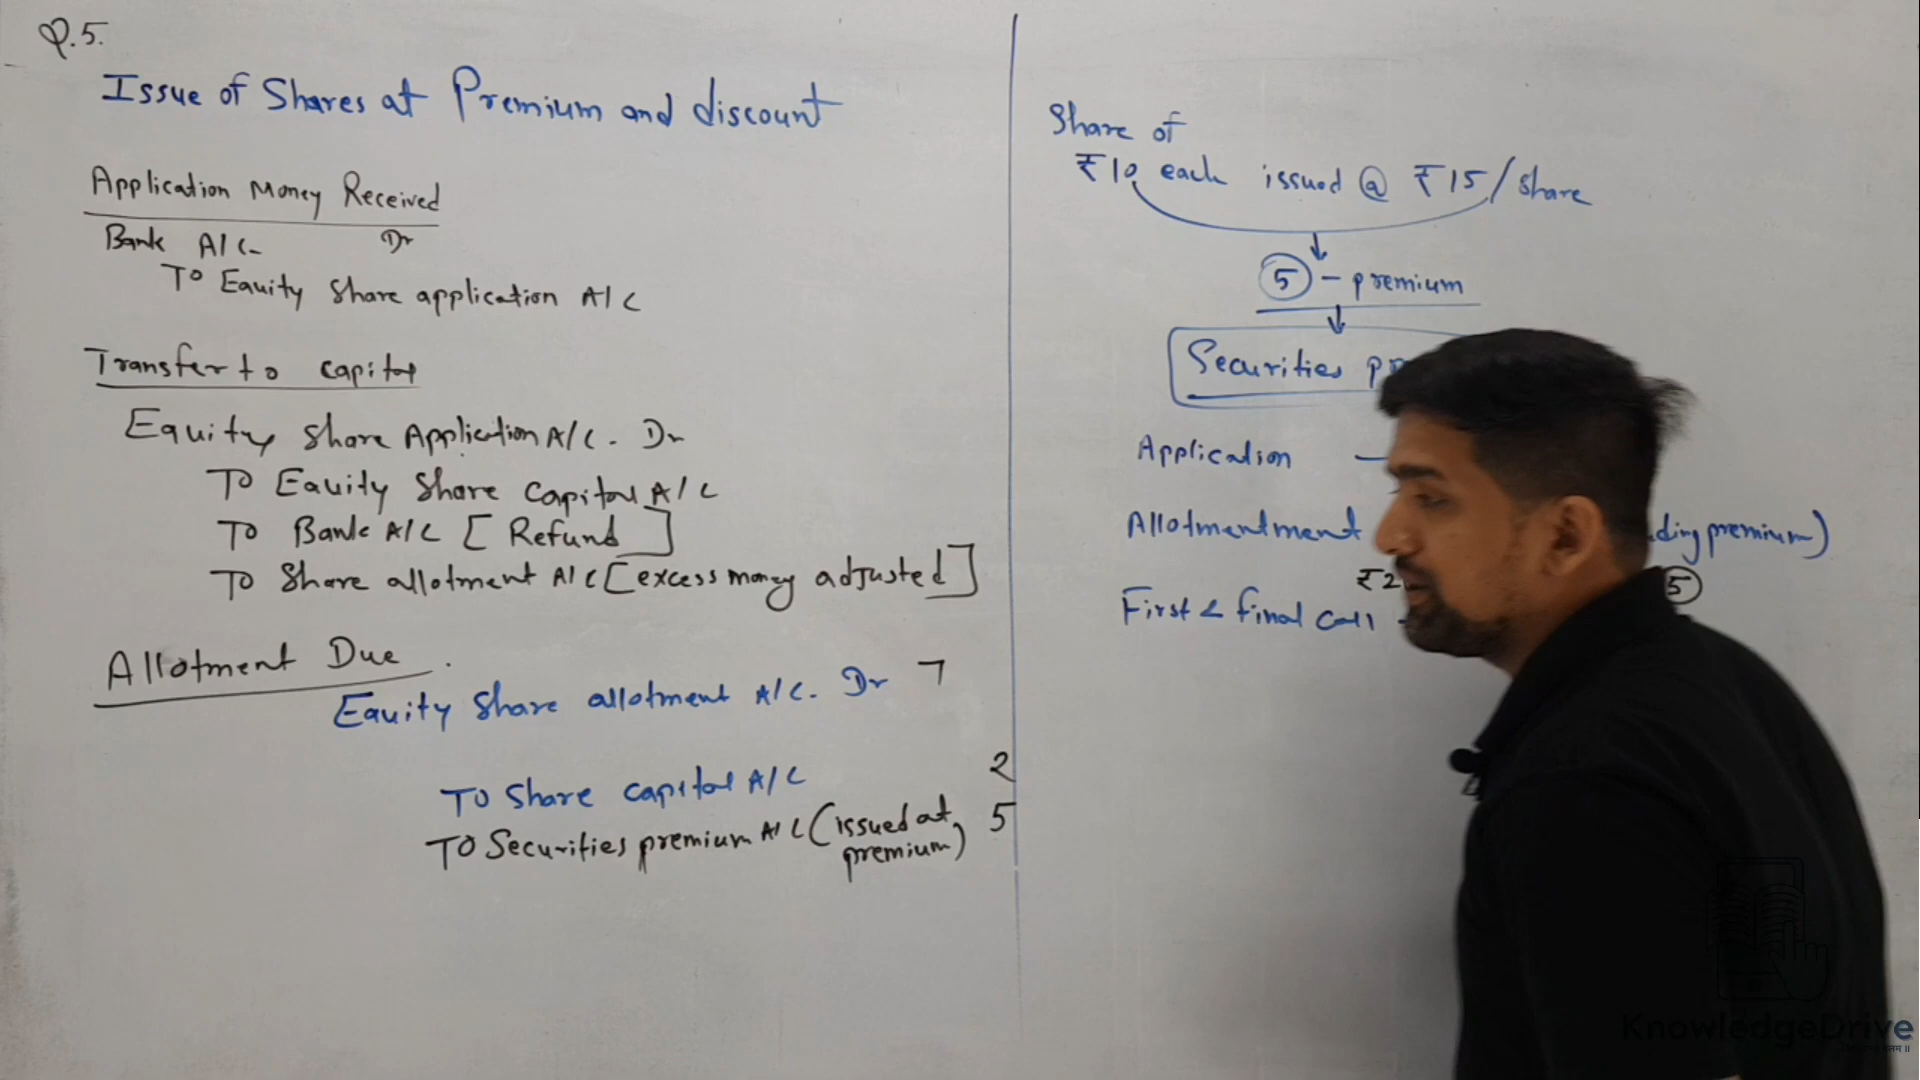 Q.5.
Issue of Shares at Premium and discount
Application Money Received
Bank A/C Dr
To Equity Share application A/C
Transfer to capital
Equity Share Application A/C. Dr
To Equity Share Capital A/C
To Bank A/C [Refund]
To Share allotment A/C [excess money adjusted]
Allotment Due.
Equity Share allotment A/C. Dr 7
To Share capital A/C 2
To Securities premium A/C (issued at premium) 5
Share of
₹10 each issued @ ₹15/share
5 - premium
Securities
Application
Allotmentment premium)
₹2 5
First & final Call
KnowledgeDrive